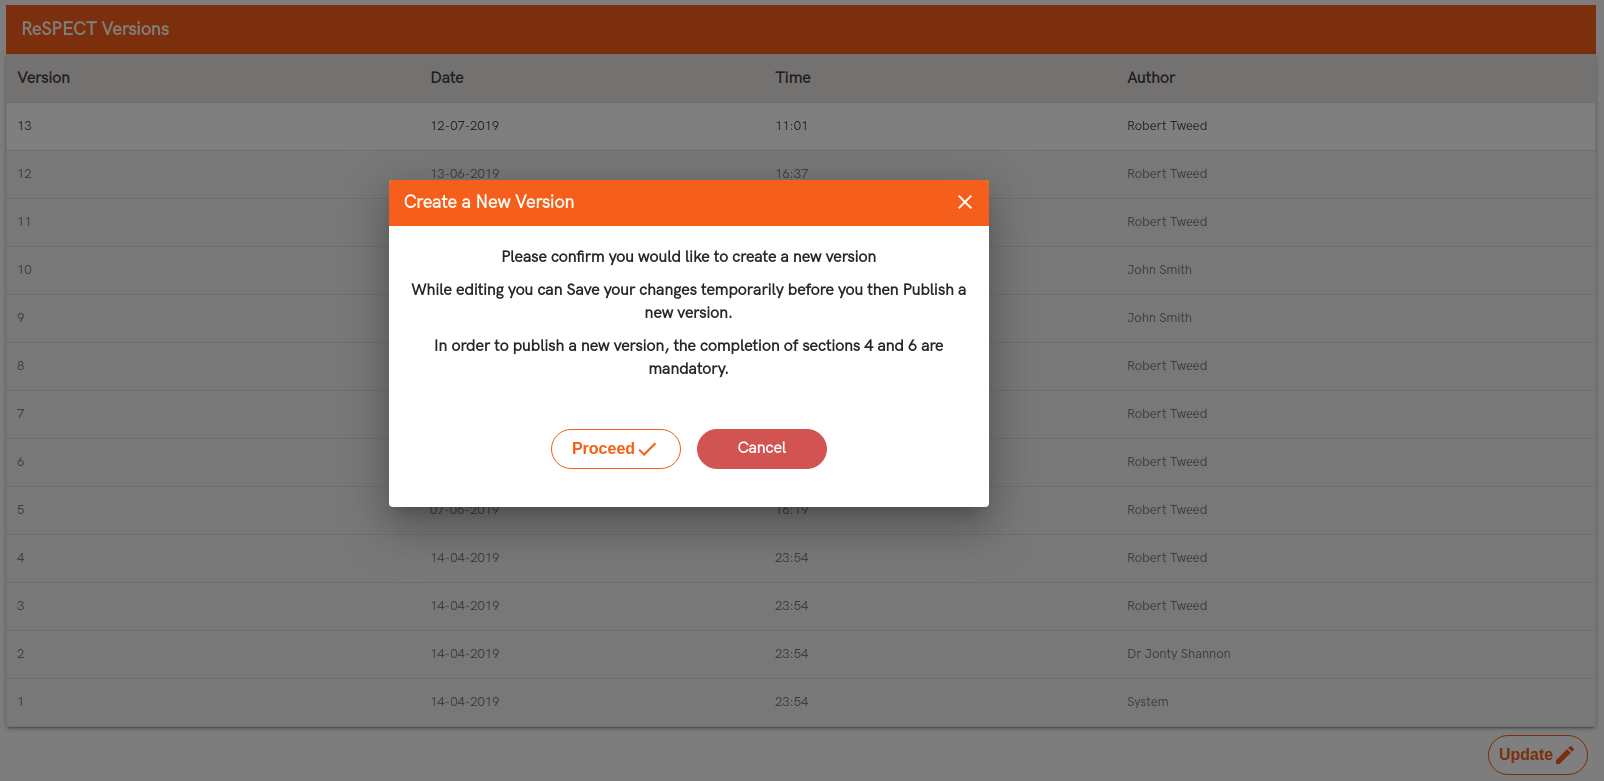 ReSPECT Versions
Version Date Time Author
13 12-07-2019 11:01 Robert Tweed
12 13-06-2019 16:37 Robert Tweed
Create a New Version
11 Robert Tweed
Please confirm you would like to create a new version
10 John Smith
While editing you can Save your changes temporarily before you then Publish a
new version.
9 John Smith
In order to publish a new version, the completion of sections 4 and 6 are
mandatory.
8 Robert Tweed
7 Robert Tweed
Proceed Cancel
6 Robert Tweed
5 07-06-2019 16:19 Robert Tweed
4 14-04-2019 23:54 Robert Tweed
3 14-04-2019 23:54 Robert Tweed
2 14-04-2019 23:54 Dr Jonty Shannon
1 14-04-2019 23:54 System
Update